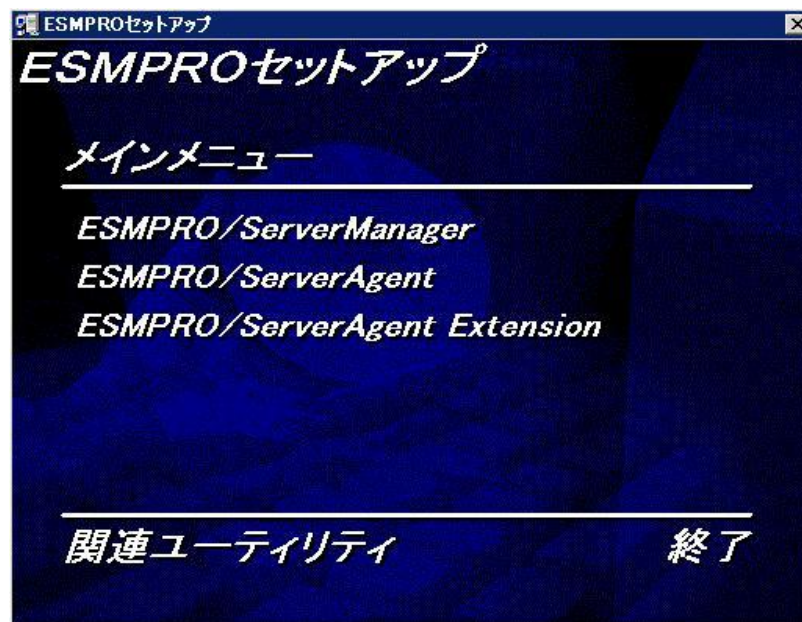 ESMPROセットアップ
ESMPROセットアップ
メインメニュー
ESMPRO/ServerManager
ESMPRO/ServerAgent
ESMPRO/ServerAgent Extension
関連ユーティリティ 終了